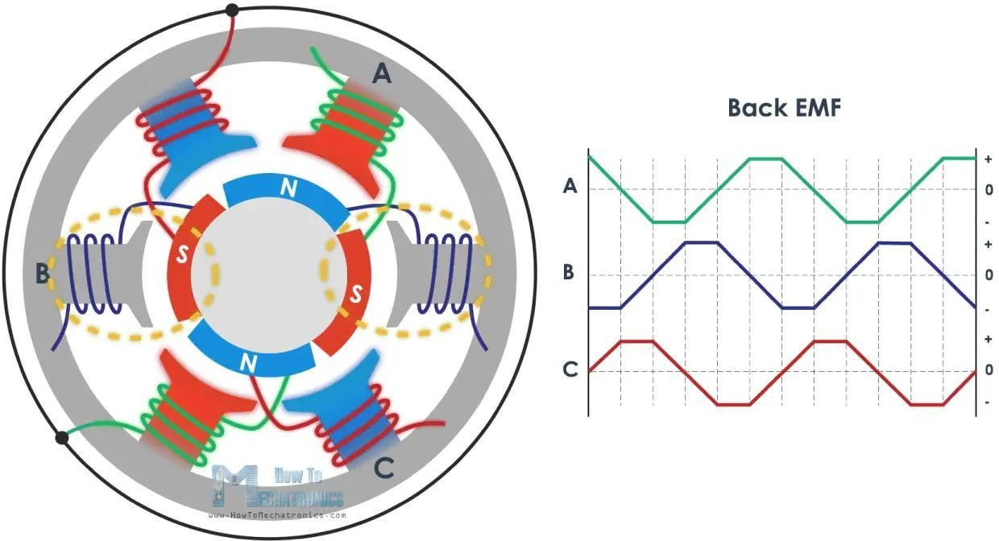 A
N
S
B
S
N
C
How To
MECHATRONICS
www.HowToMechatronics.com
Back EMF
A
+
0
-
B
+
0
-
C
+
0
-